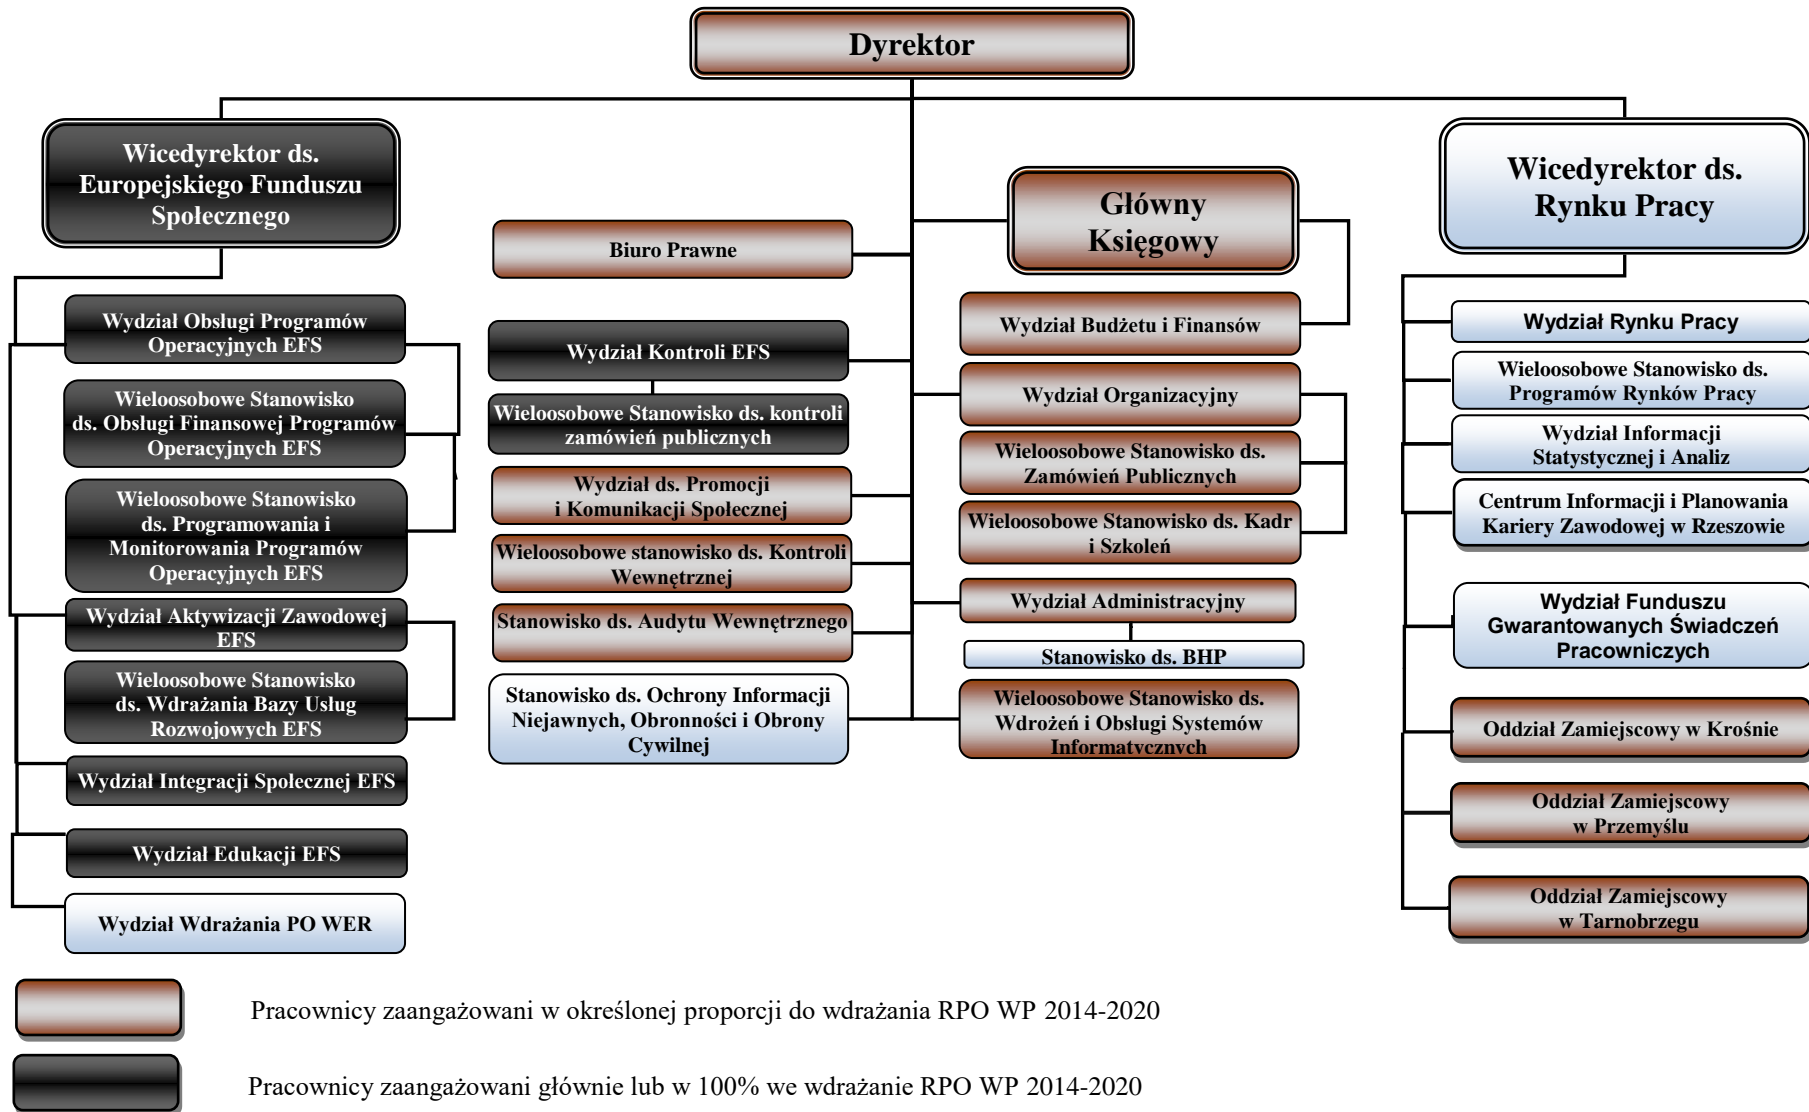 Dyrektor
Wicedyrektor ds.
Europejskiego Funduszu
Społecznego
Wydział Obsługi Programów
Operacyjnych EFS
Wieloosobowe Stanowisko
ds. Obsługi Finansowej Programów
Operacyjnych EFS
Wieloosobowe Stanowisko
ds. Programowania i
Monitorowania Programów
Operacyjnych EFS
Wydział Aktywizacji Zawodowej
EFS
Wieloosobowe Stanowisko
ds. Wdrażania Bazy Usług
Rozwojowych EFS
Wydział Integracji Społecznej EFS
Wydział Edukacji EFS
Wydział Wdrażania PO WER
Biuro Prawne
Wydział Kontroli EFS
Wieloosobowe Stanowisko ds. kontroli
zamówień publicznych
Wydział ds. Promocji
i Komunikacji Społecznej
Wieloosobowe stanowisko ds. Kontroli
Wewnętrznej
Stanowisko ds. Audytu Wewnętrznego
Stanowisko ds. Ochrony Informacji
Niejawnych, Obronności i Obrony
Cywilnej
Główny
Księgowy
Wydział Budżetu i Finansów
Wydział Organizacyjny
Wieloosobowe Stanowisko ds.
Zamówień Publicznych
Wieloosobowe Stanowisko ds. Kadr
i Szkoleń
Wydział Administracyjny
Stanowisko ds. BHP
Wieloosobowe Stanowisko ds.
Wdrożeń i Obsługi Systemów
Informatycznych
Wicedyrektor ds.
Rynku Pracy
Wydział Rynku Pracy
Wieloosobowe Stanowisko ds.
Programów Rynków Pracy
Wydział Informacji
Statystycznej i Analiz
Centrum Informacji i Planowania
Kariery Zawodowej w Rzeszowie
Wydział Funduszu
Gwarantowanych Świadczeń
Pracowniczych
Oddział Zamiejscowy w Krośnie
Oddział Zamiejscowy
w Przemyślu
Oddział Zamiejscowy
w Tarnobrzegu
Pracownicy zaangażowani w określonej proporcji do wdrażania RPO WP 2014-2020
Pracownicy zaangażowani głównie lub w 100% we wdrażanie RPO WP 2014-2020